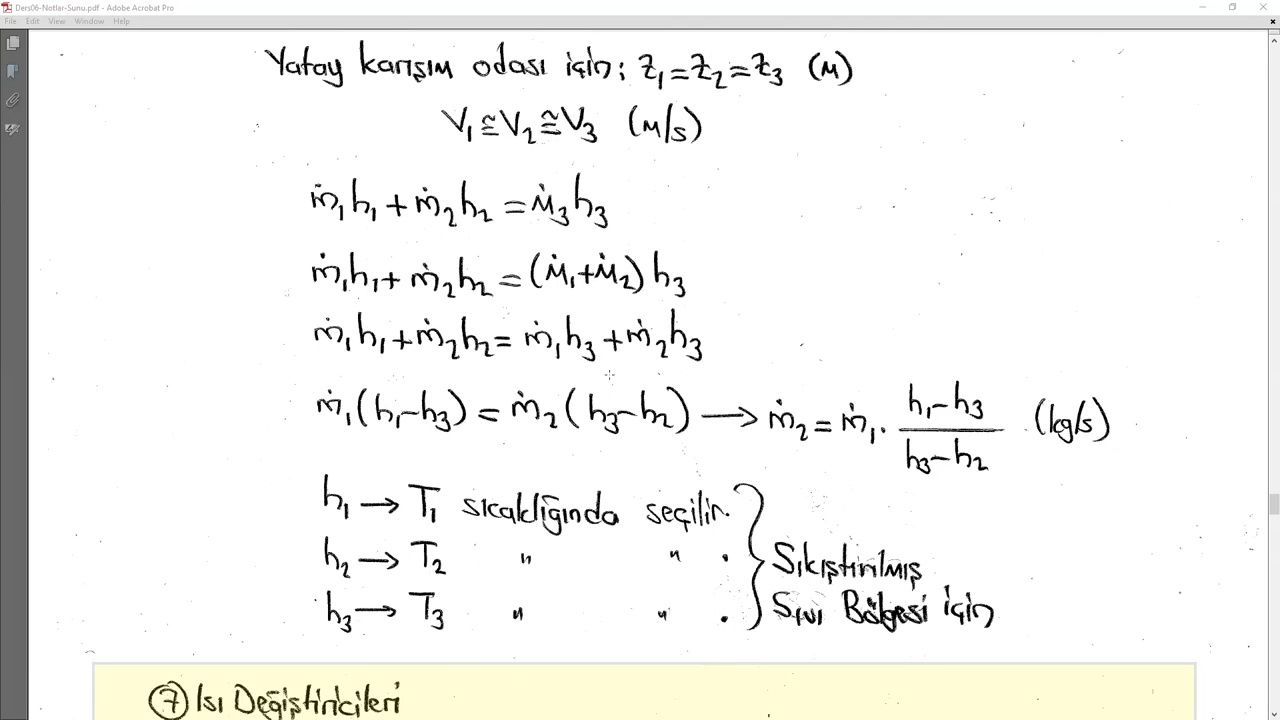 Ders06-Notlar-Sunu.pdf - Adobe Acrobat Pro
File Edit View Window Help
Yatay karışım odası için; z₁=z₂=z₃ (m)
V₁≅V₂≅V₃ (m/s)
ṁ₁h₁ + ṁ₂h₂ = ṁ₃h₃
ṁ₁h₁ + ṁ₂h₂ = (ṁ₁+ṁ₂) h₃
ṁ₁h₁ + ṁ₂h₂ = ṁ₁h₃ + ṁ₂h₃
ṁ₁(h₁-h₃) = ṁ₂(h₃-h₂) → ṁ₂ = ṁ₁. (h₁-h₃)/(h₃-h₂) (kg/s)
h₁ → T₁ sıcaklığında seçilir.
h₂ → T₂ " " .
h₃ → T₃ " " .
Sıkıştırılmış
Sıvı Bölgesi için
7 Isı Değiştiricileri